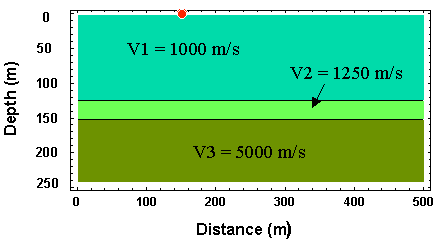 0
V1 = 1000 m/s
50
V2 = 1250 m/s
100
150
V3 = 5000 m/s
200
250
Depth (m)
0 100 200 300 400 500
Distance (m)